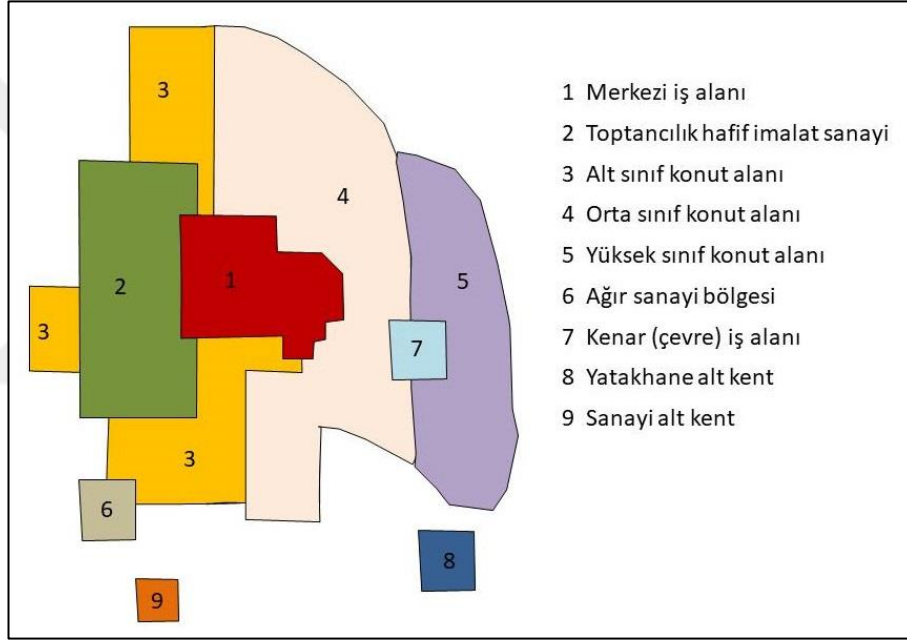 3
4
5
2
1
3
7
3
6
8
9
1 Merkezi iş alanı
2 Toptancılık hafif imalat sanayi
3 Alt sınıf konut alanı
4 Orta sınıf konut alanı
5 Yüksek sınıf konut alanı
6 Ağır sanayi bölgesi
7 Kenar (çevre) iş alanı
8 Yatakhane alt kent
9 Sanayi alt kent